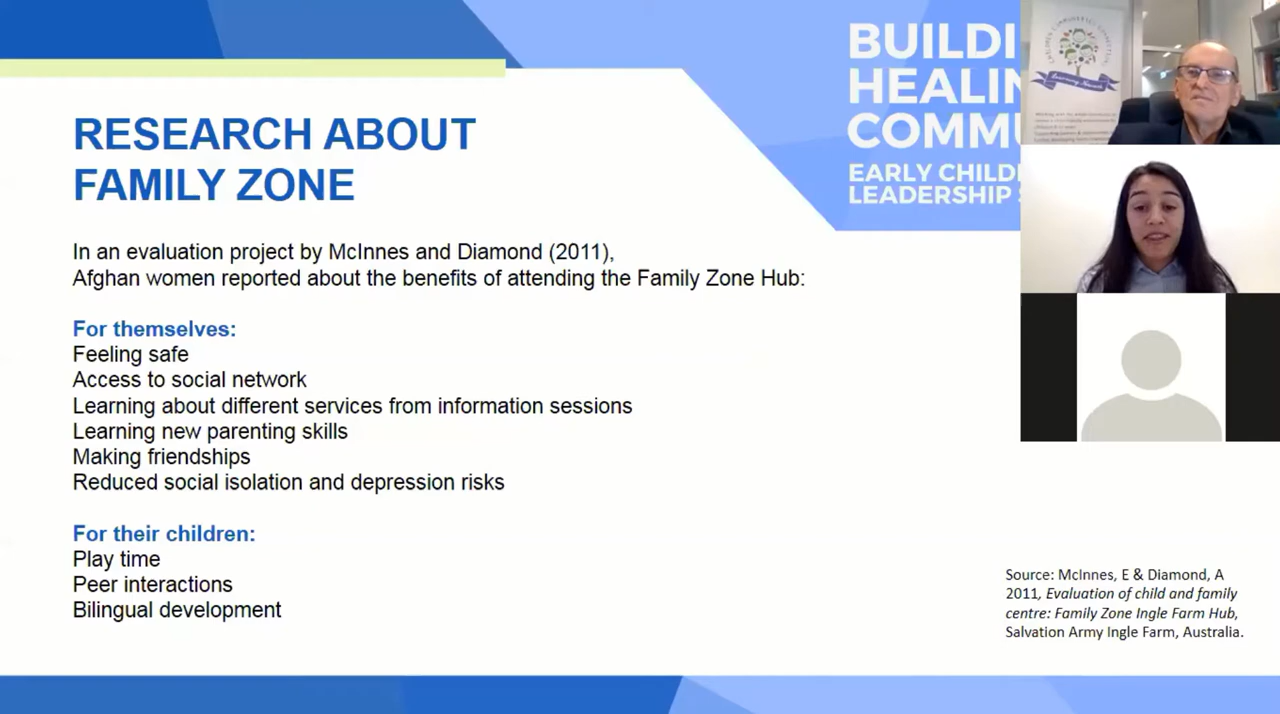 RESEARCH ABOUT
FAMILY ZONE
In an evaluation project by McInnes and Diamond (2011),
Afghan women reported about the benefits of attending the Family Zone Hub:
For themselves:
Feeling safe
Access to social network
Learning about different services from information sessions
Learning new parenting skills
Making friendships
Reduced social isolation and depression risks
For their children:
Play time
Peer interactions
Bilingual development
BUILDI
HEALIN
COMMU
EARLY CHILD
LEADERSHIP
Learning Network
Source: McInnes, E & Diamond, A
2011, Evaluation of child and family
centre: Family Zone Ingle Farm Hub,
Salvation Army Ingle Farm, Australia.